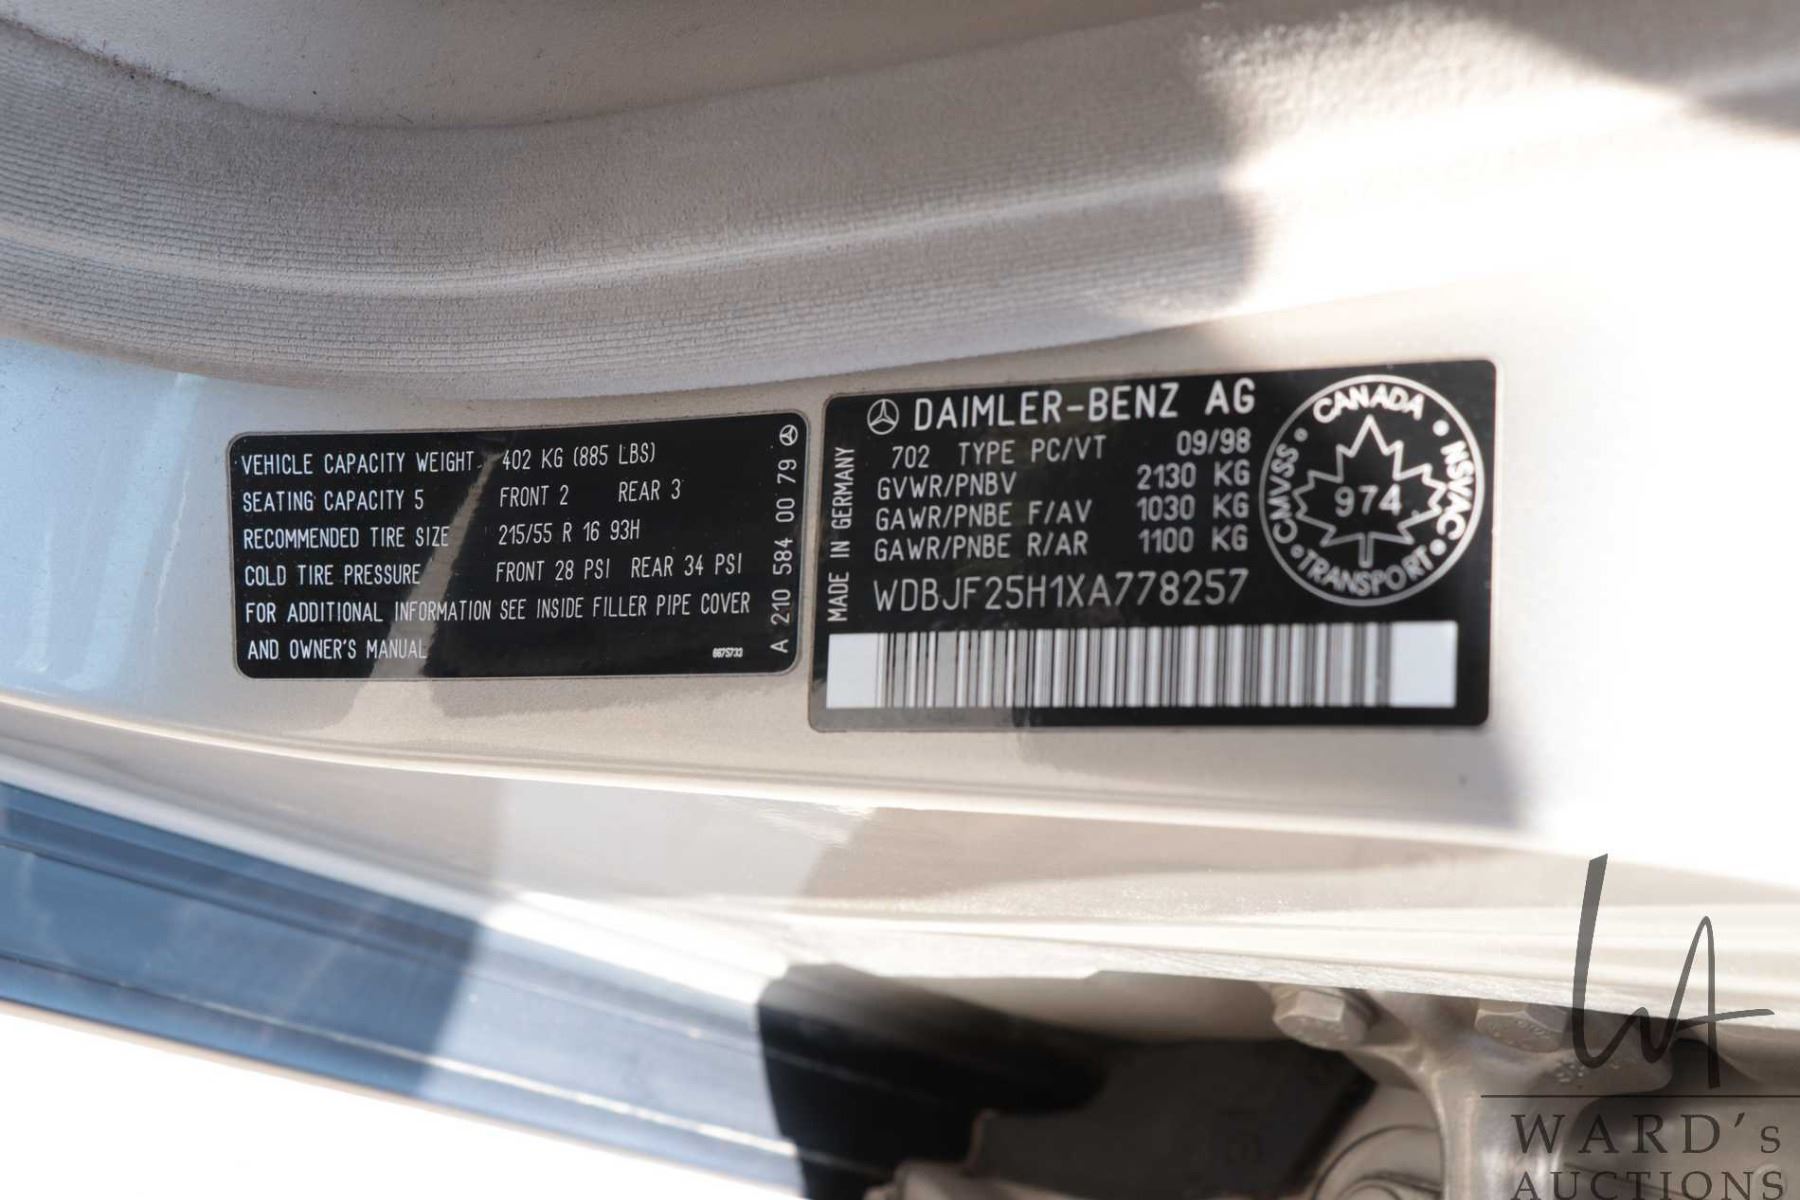 VEHICLE CAPACITY WEIGHT 402 KG (885 LBS)
SEATING CAPACITY 5 FRONT 2 REAR 3
RECOMMENDED TIRE SIZE 215/55 R 16 93H
COLD TIRE PRESSURE FRONT 28 PSI REAR 34 PSI
FOR ADDITIONAL INFORMATION SEE INSIDE FILLER PIPE COVER
AND OWNER'S MANUAL
6675733
A 210 584 00 79
MADE IN GERMANY
DAIMLER-BENZ AG
702 TYPE PC/VT 09/98
GVWR/PNBV 2130 KG
GAWR/PNBE F/AV 1030 KG
GAWR/PNBE R/AR 1100 KG
WDBJF25H1XA778257
CANADA • NSVAC • TRANSPORT • CMVSS •
974
WA
WARD's
AUCTIONS